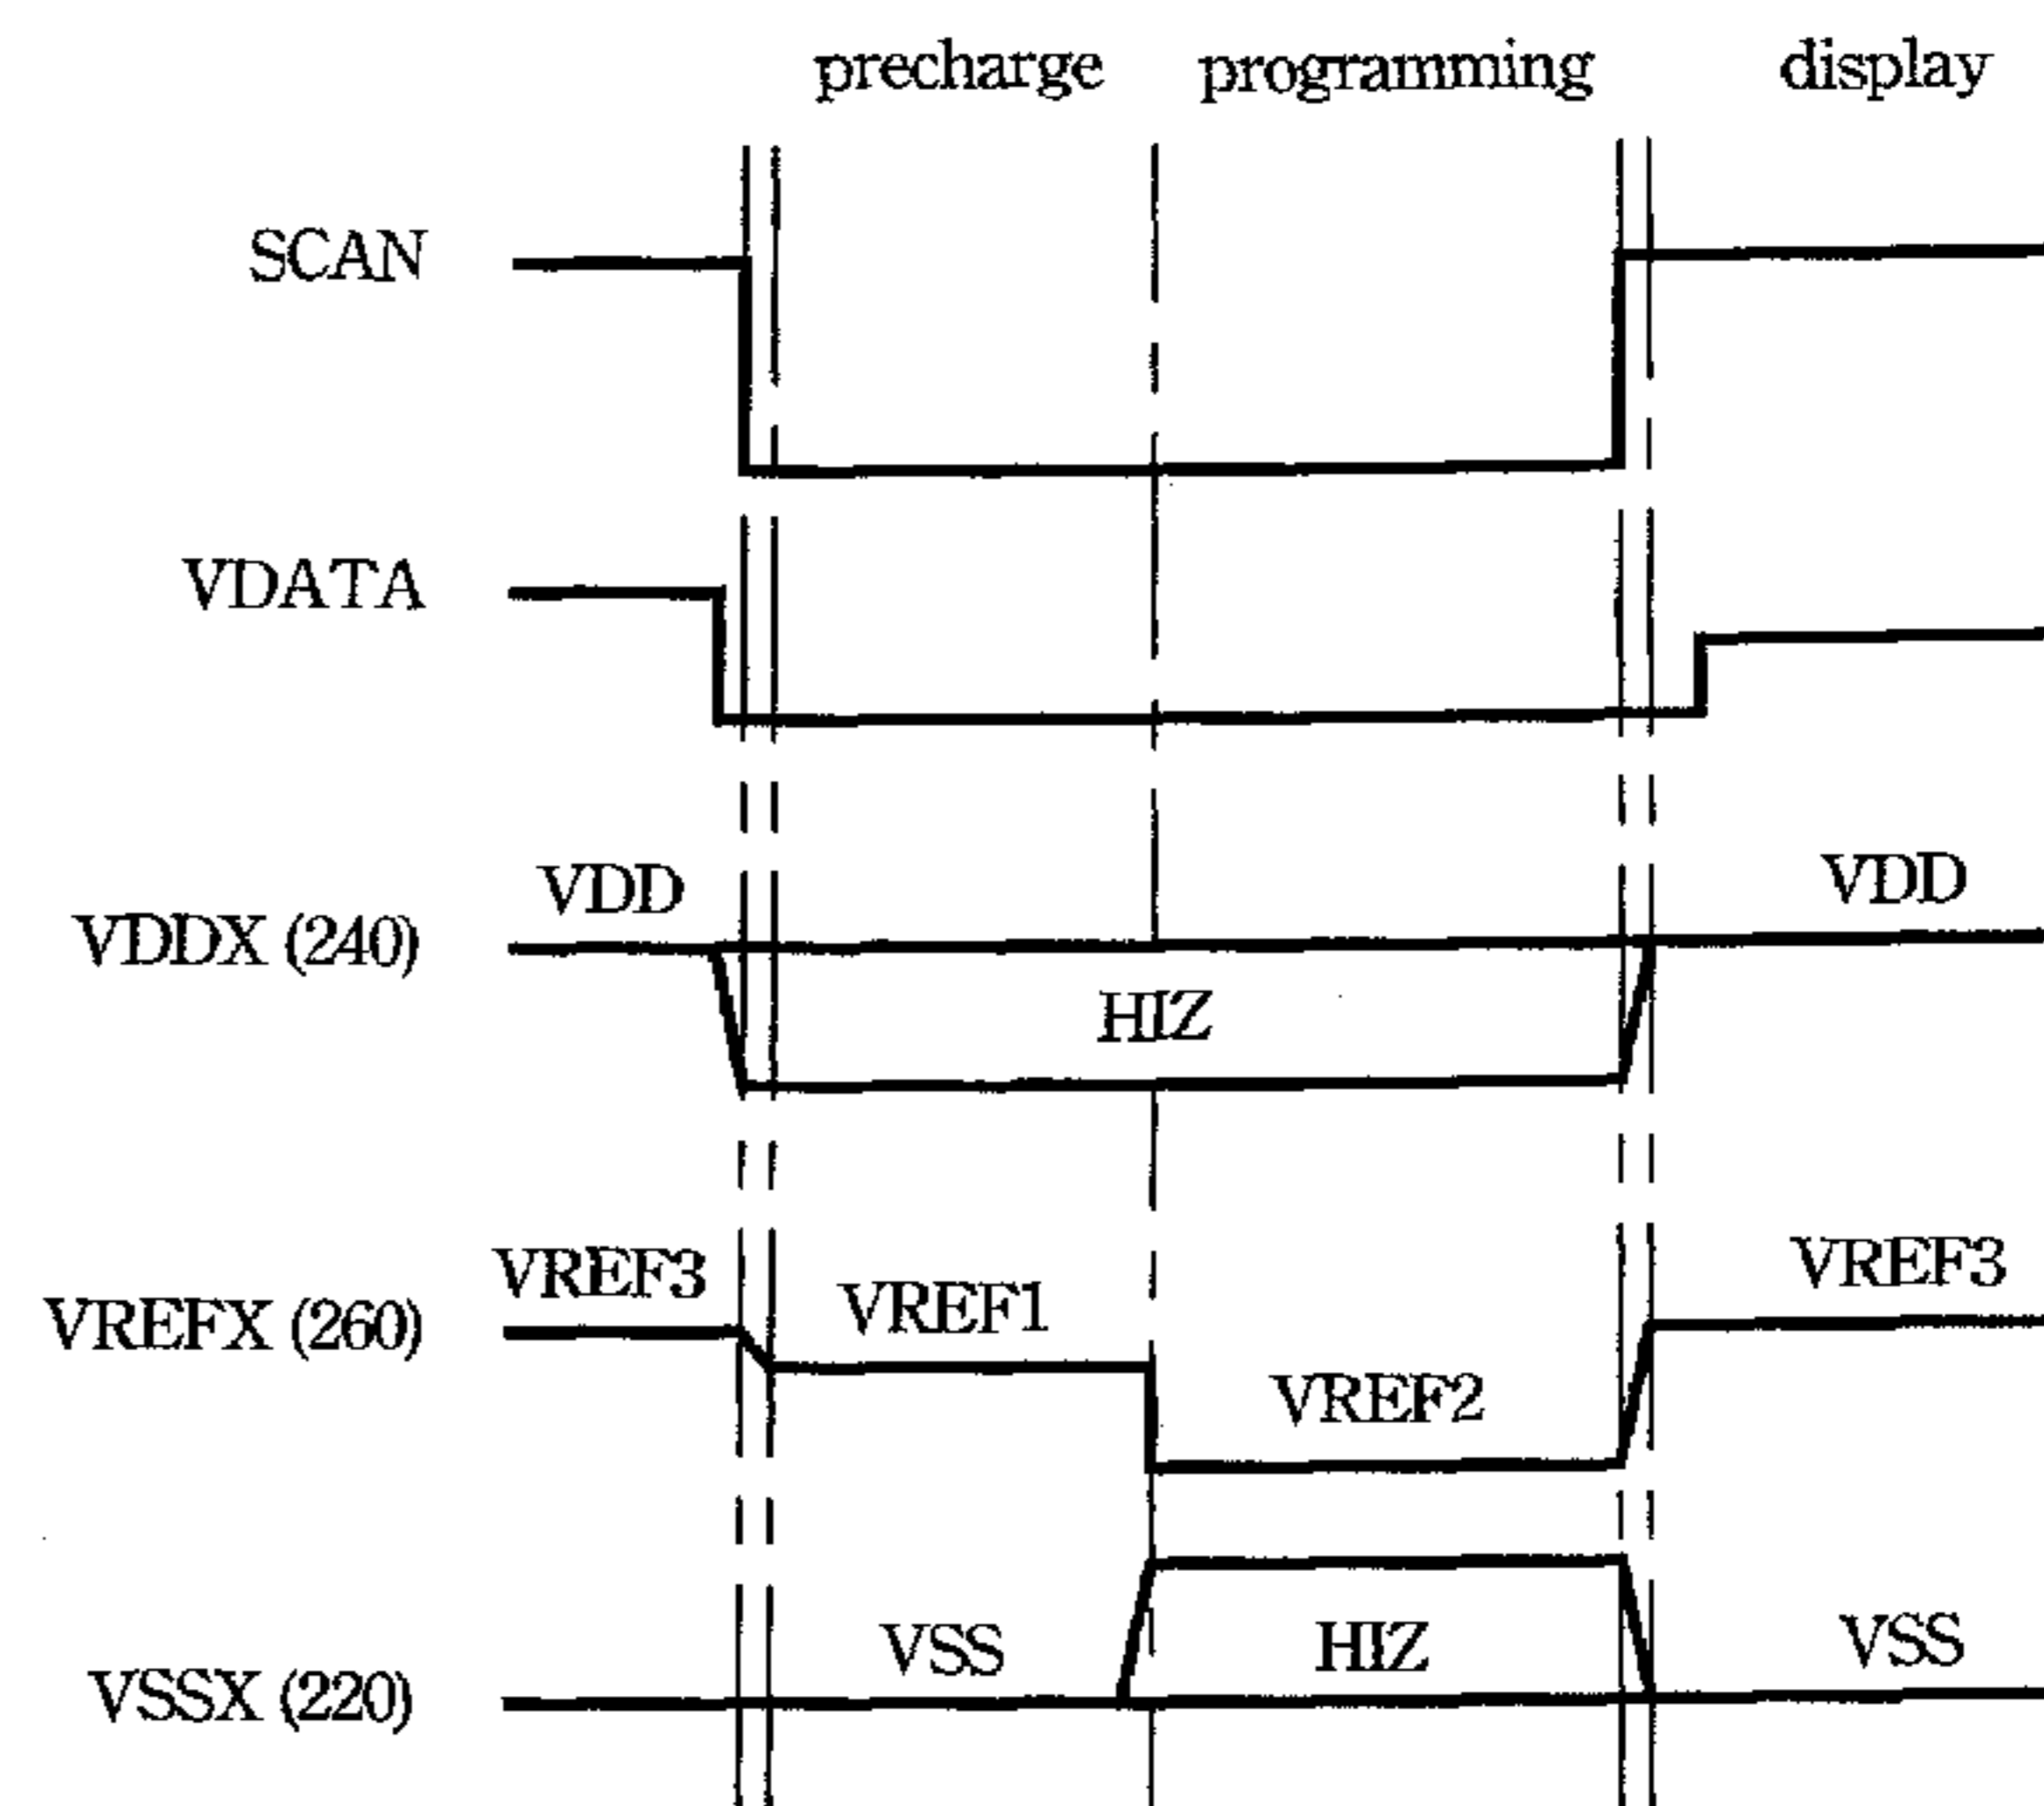 precharge programming display
SCAN
VDATA
VDD VDD
VDDX (240)
HIZ
VREF3 VREF1 VREF3
VREFX (260)
VREF2
VSS HIZ VSS
VSSX (220)